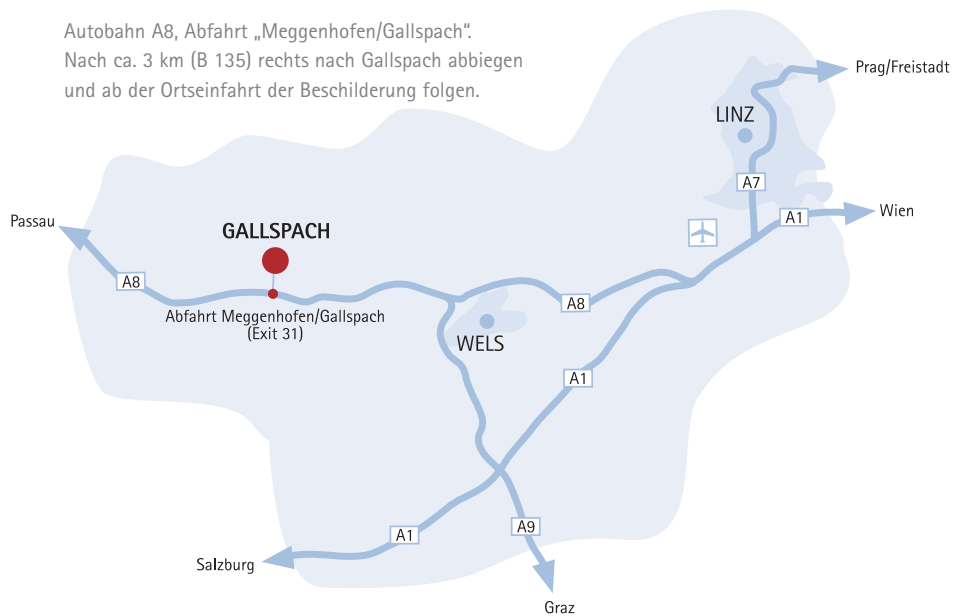 Autobahn A8, Abfahrt „Meggenhofen/Gallspach“.
Nach ca. 3 km (B 135) rechts nach Gallspach abbiegen
und ab der Ortseinfahrt der Beschilderung folgen.
Prag/Freistadt
LINZ
A7
Wien
A1
Passau
GALLSPACH
A8
Abfahrt Meggenhofen/Gallspach
(Exit 31)
A8
WELS
A1
A9
A1
Salzburg
Graz